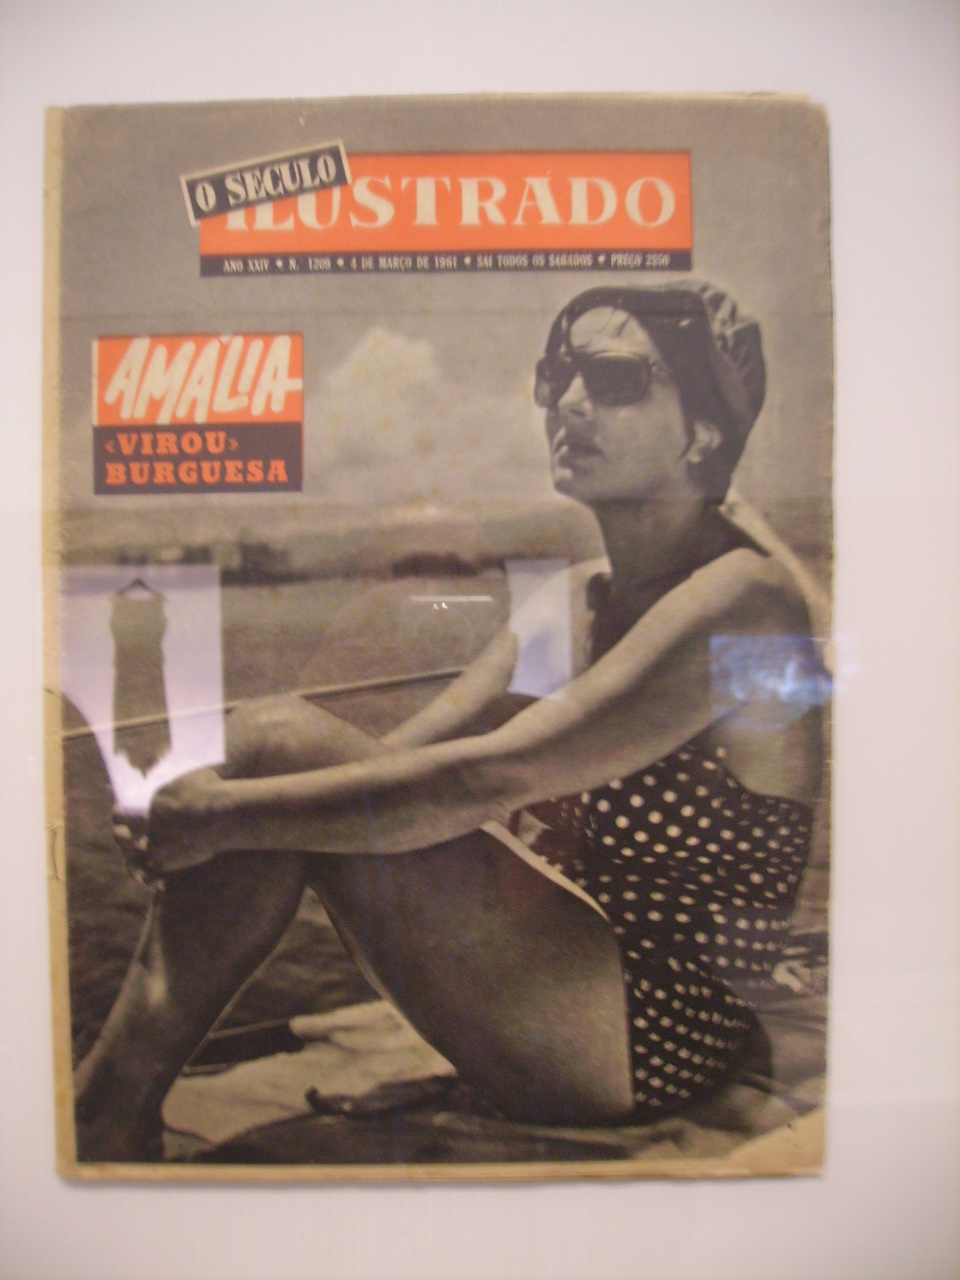 O SECULO
ILUSTRADO
ANO XXIV • N. 1209 • 4 DE MARÇO DE 1961 • SAI TODOS OS SABADOS • PREÇO 2$50
AMÁLIA
‹VIROU›
BURGUESA